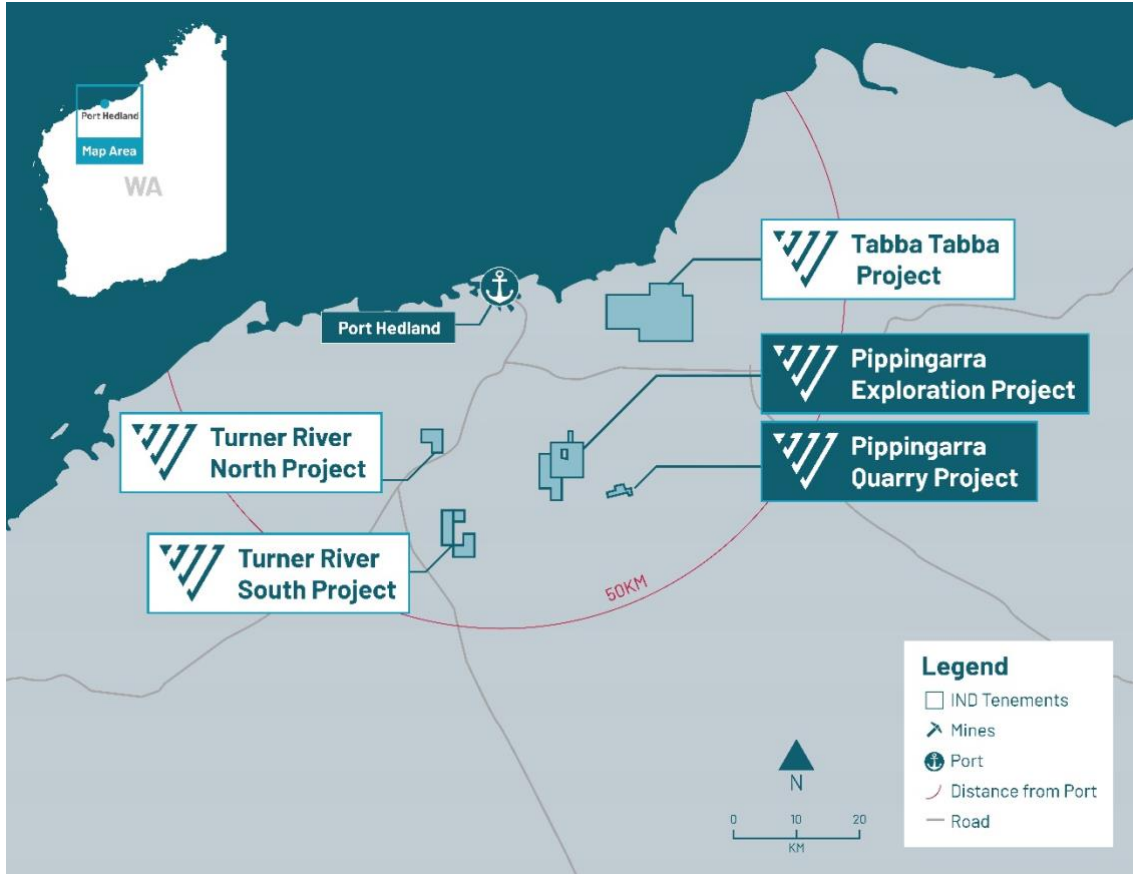 Port Hedland
Map Area
WA
Tabba Tabba
Project
Port Hedland
Pippingarra
Exploration Project
Turner River
North Project
Pippingarra
Quarry Project
Turner River
South Project
50KM
Legend
IND Tenements
Mines
Port
Distance from Port
Road
N
0 10 20
KM